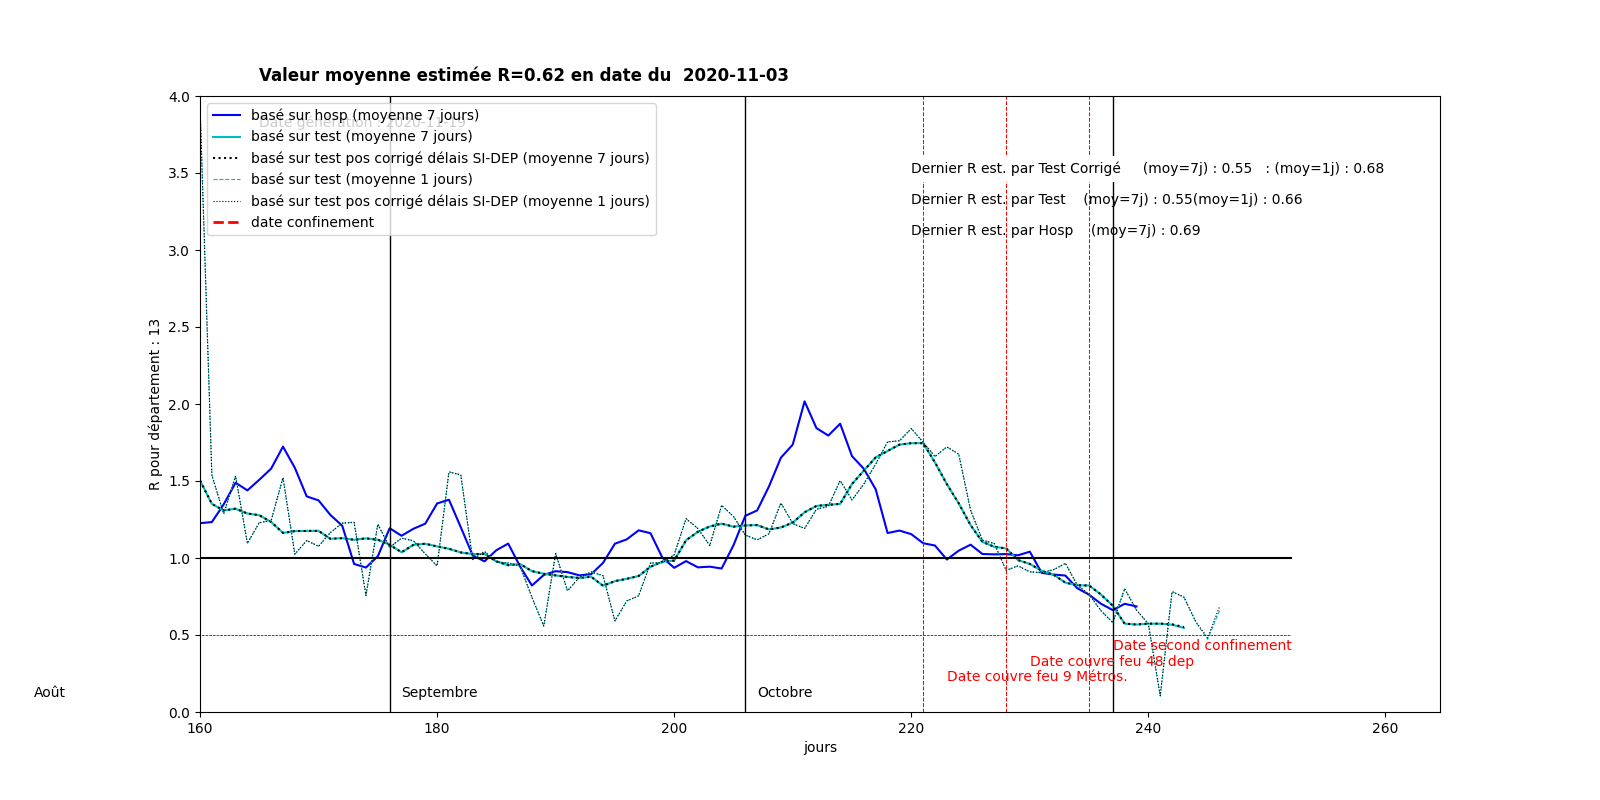 Valeur moyenne estimée R=0.62 en date du  2020-11-03
Date génération : 2020-11-19
basé sur hosp (moyenne 7 jours)
basé sur test (moyenne 7 jours)
basé sur test pos corrigé délais SI-DEP (moyenne 7 jours)
basé sur test (moyenne 1 jours)
basé sur test pos corrigé délais SI-DEP (moyenne 1 jours)
date confinement
Dernier R est. par Test Corrigé     (moy=7j) : 0.55   : (moy=1j) : 0.68
Dernier R est. par Test    (moy=7j) : 0.55(moy=1j) : 0.66
Dernier R est. par Hosp    (moy=7j) : 0.69
4.0
3.5
3.0
2.5
2.0
1.5
1.0
0.5
0.0
R pour département : 13
Date second confinement
Date couvre feu 48 dep
Date couvre feu 9 Métros.
Août
Septembre
Octobre
160
180
200
220
240
260
jours